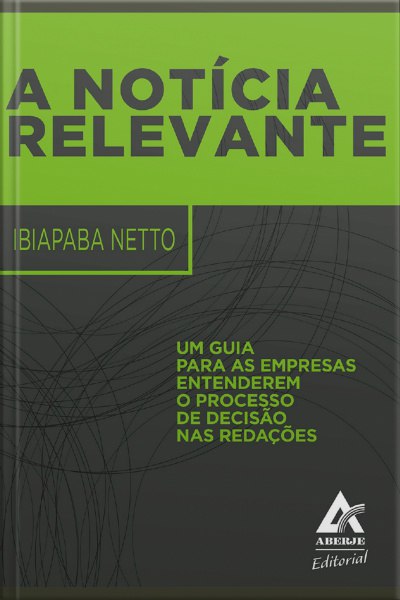 A NOTÍCIA
RELEVANTE
IBIAPABA NETTO
UM GUIA
PARA AS EMPRESAS
ENTENDEREM
O PROCESSO
DE DECISÃO
NAS REDAÇÕES
ABERJE
Editorial